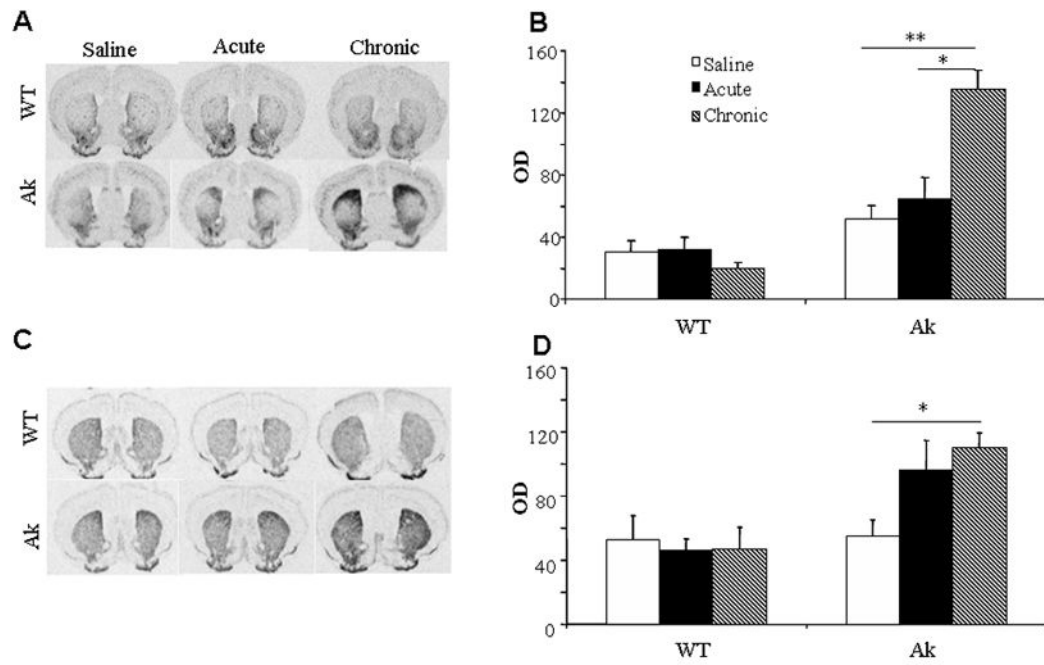 A
Saline Acute Chronic
WT
Ak
B
160
120
80
40
0
OD
Saline
Acute
Chronic
**
*
WT Ak
C
WT
Ak
D
160
120
80
40
0
OD
*
WT Ak